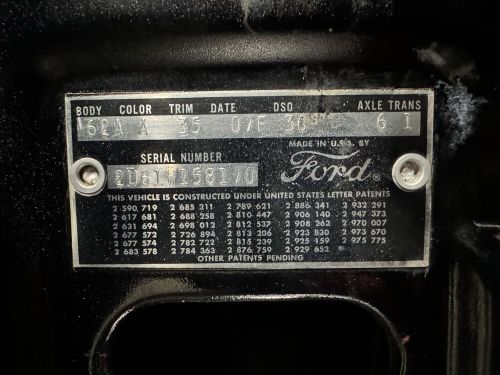 BODY COLOR TRIM DATE DSO AXLE TRANS
62A A 35 07F 36 6 1
MADE IN U.S.A. BY
SERIAL NUMBER Ford®
2D61W158170
THIS VEHICLE IS CONSTRUCTED UNDER UNITED STATES LETTER PATENTS
2 590 719 2 685 211 2 789 621 2 886 341 2 932 291
2 617 681 2 688 258 2 810 447 2 906 140 2 947 373
2 631 694 2 698 012 2 812 537 2 908 262 2 970 007
2 677 572 2 726 894 2 813 206 2 923 830 2 973 670
2 677 574 2 782 722 2 815 239 2 925 159 2 975 775
2 683 578 2 784 363 2 876 759 2 929 652
OTHER PATENTS PENDING